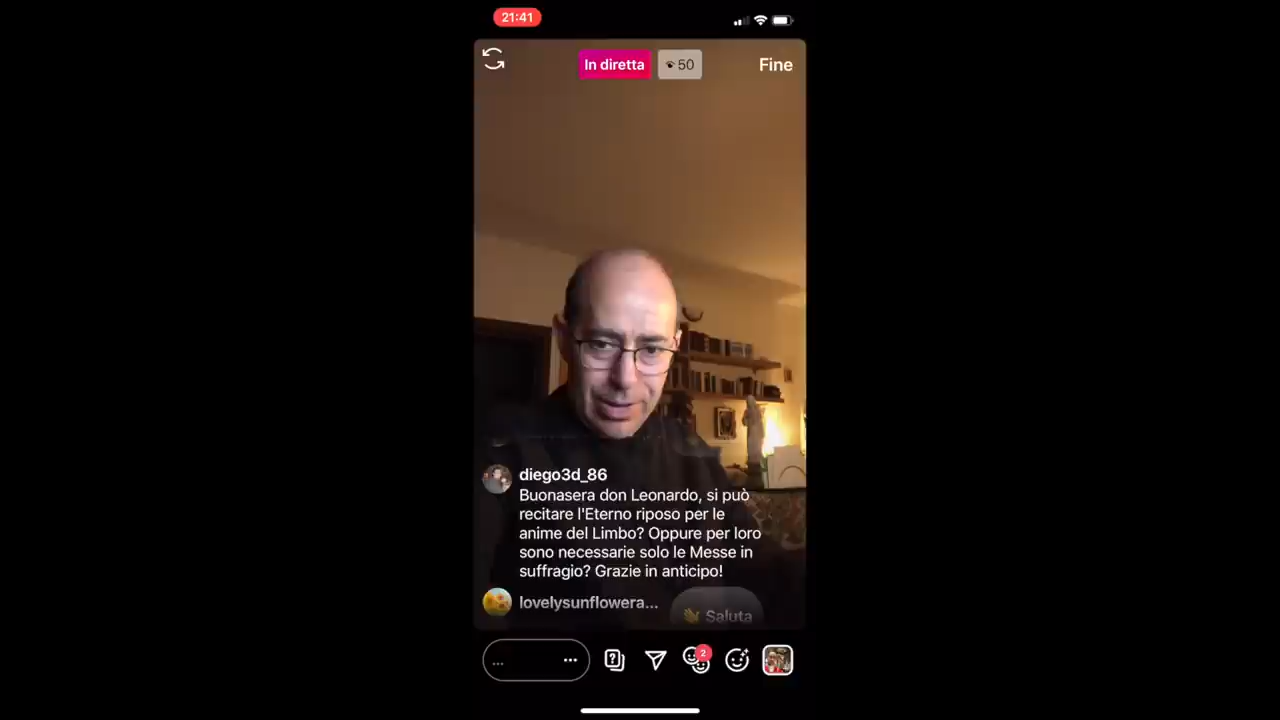 21:41
In diretta
50
Fine
diego3d_86
Buonasera don Leonardo, si può
recitare l'Eterno riposo per le
anime del Limbo? Oppure per loro
sono necessarie solo le Messe in
suffragio? Grazie in anticipo!
lovelysunflowera...
Saluta
...
2